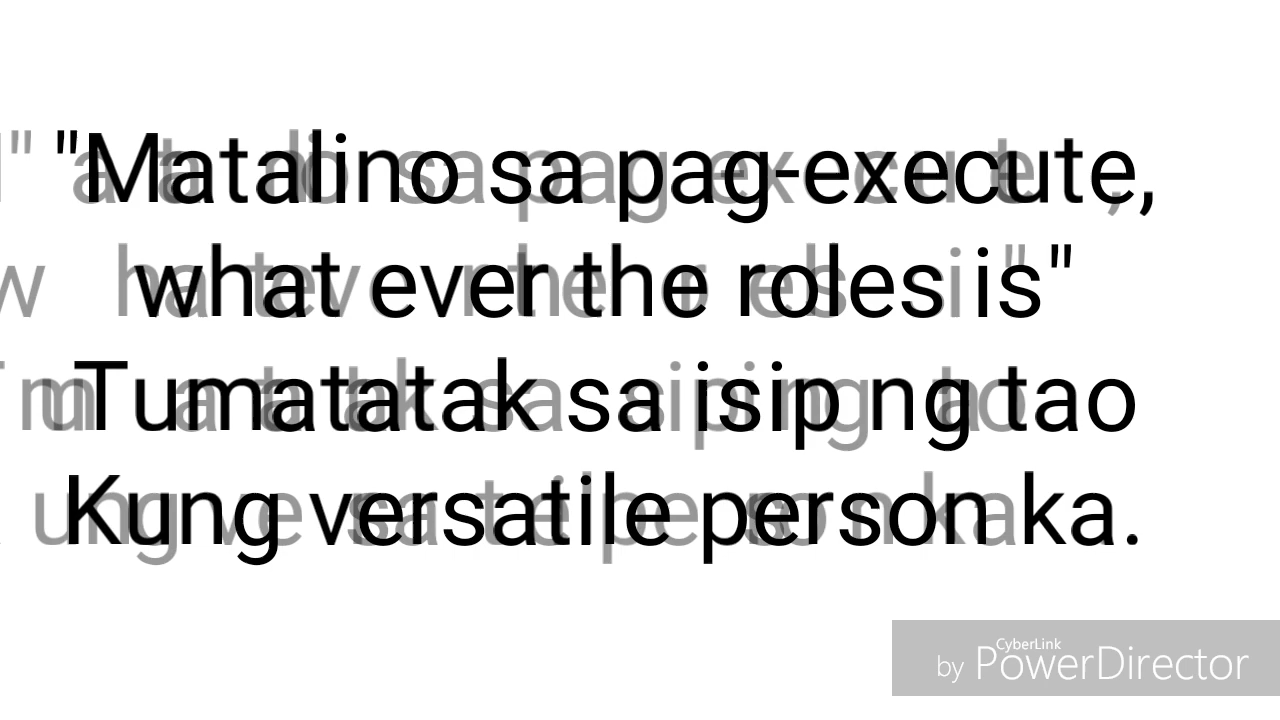 "Matalino sa pag-execute,
what ever the roles is"
Tumatatak sa isip ng tao
Kung versatile person ka.
CyberLink
by PowerDirector